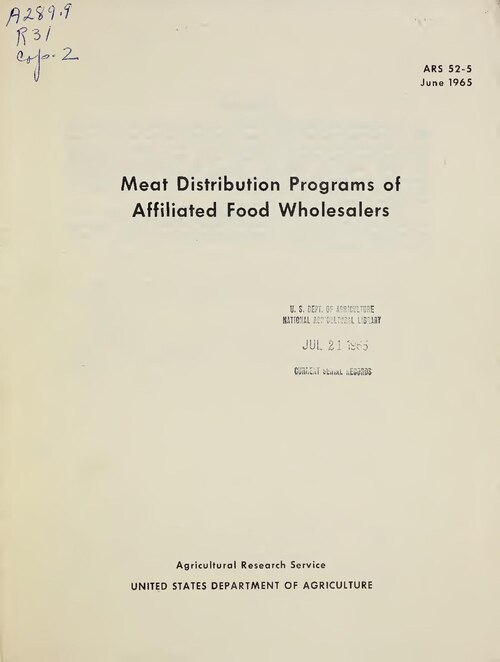 A289.9
R31
Cop. 2
ARS 52-5
June 1965
Meat Distribution Programs of
Affiliated Food Wholesalers
U. S. DEPT. OF AGRICULTURE
NATIONAL AGRICULTURAL LIBRARY
JUL 21 1965
CURRENT SERIAL RECORDS
Agricultural Research Service
UNITED STATES DEPARTMENT OF AGRICULTURE